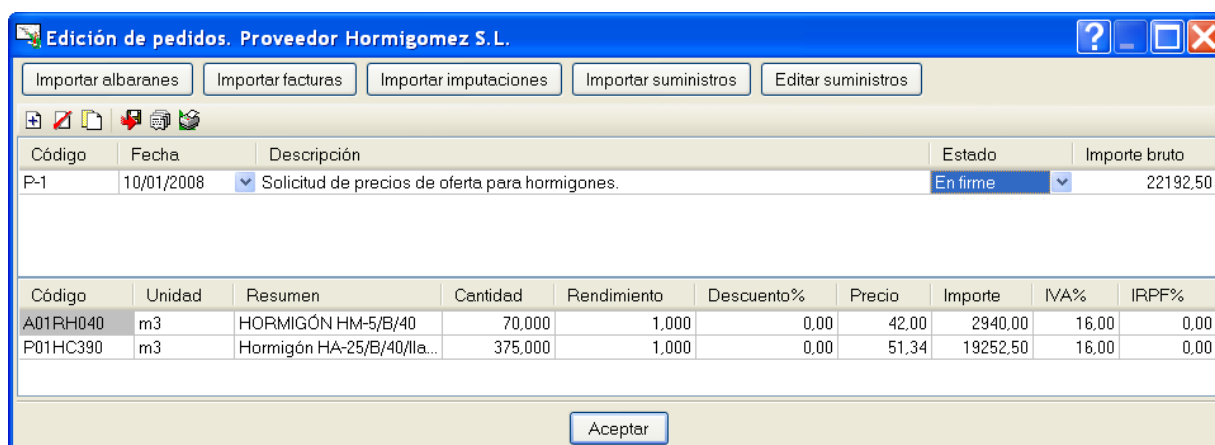 Edición de pedidos. Proveedor Hormigomez S.L.
Importar albaranes Importar facturas Importar imputaciones Importar suministros Editar suministros
Código Fecha Descripción Estado Importe bruto
P-1 10/01/2008 Solicitud de precios de oferta para hormigones. En firme 22192,50
Código Unidad Resumen Cantidad Rendimiento Descuento% Precio Importe IVA% IRPF%
A01RH040 m3 HORMIGÓN HM-5/B/40 70,000 1,000 0,00 42,00 2940,00 16,00 0,00
P01HC390 m3 Hormigón HA-25/B/40/IIa... 375,000 1,000 0,00 51,34 19252,50 16,00 0,00
Aceptar